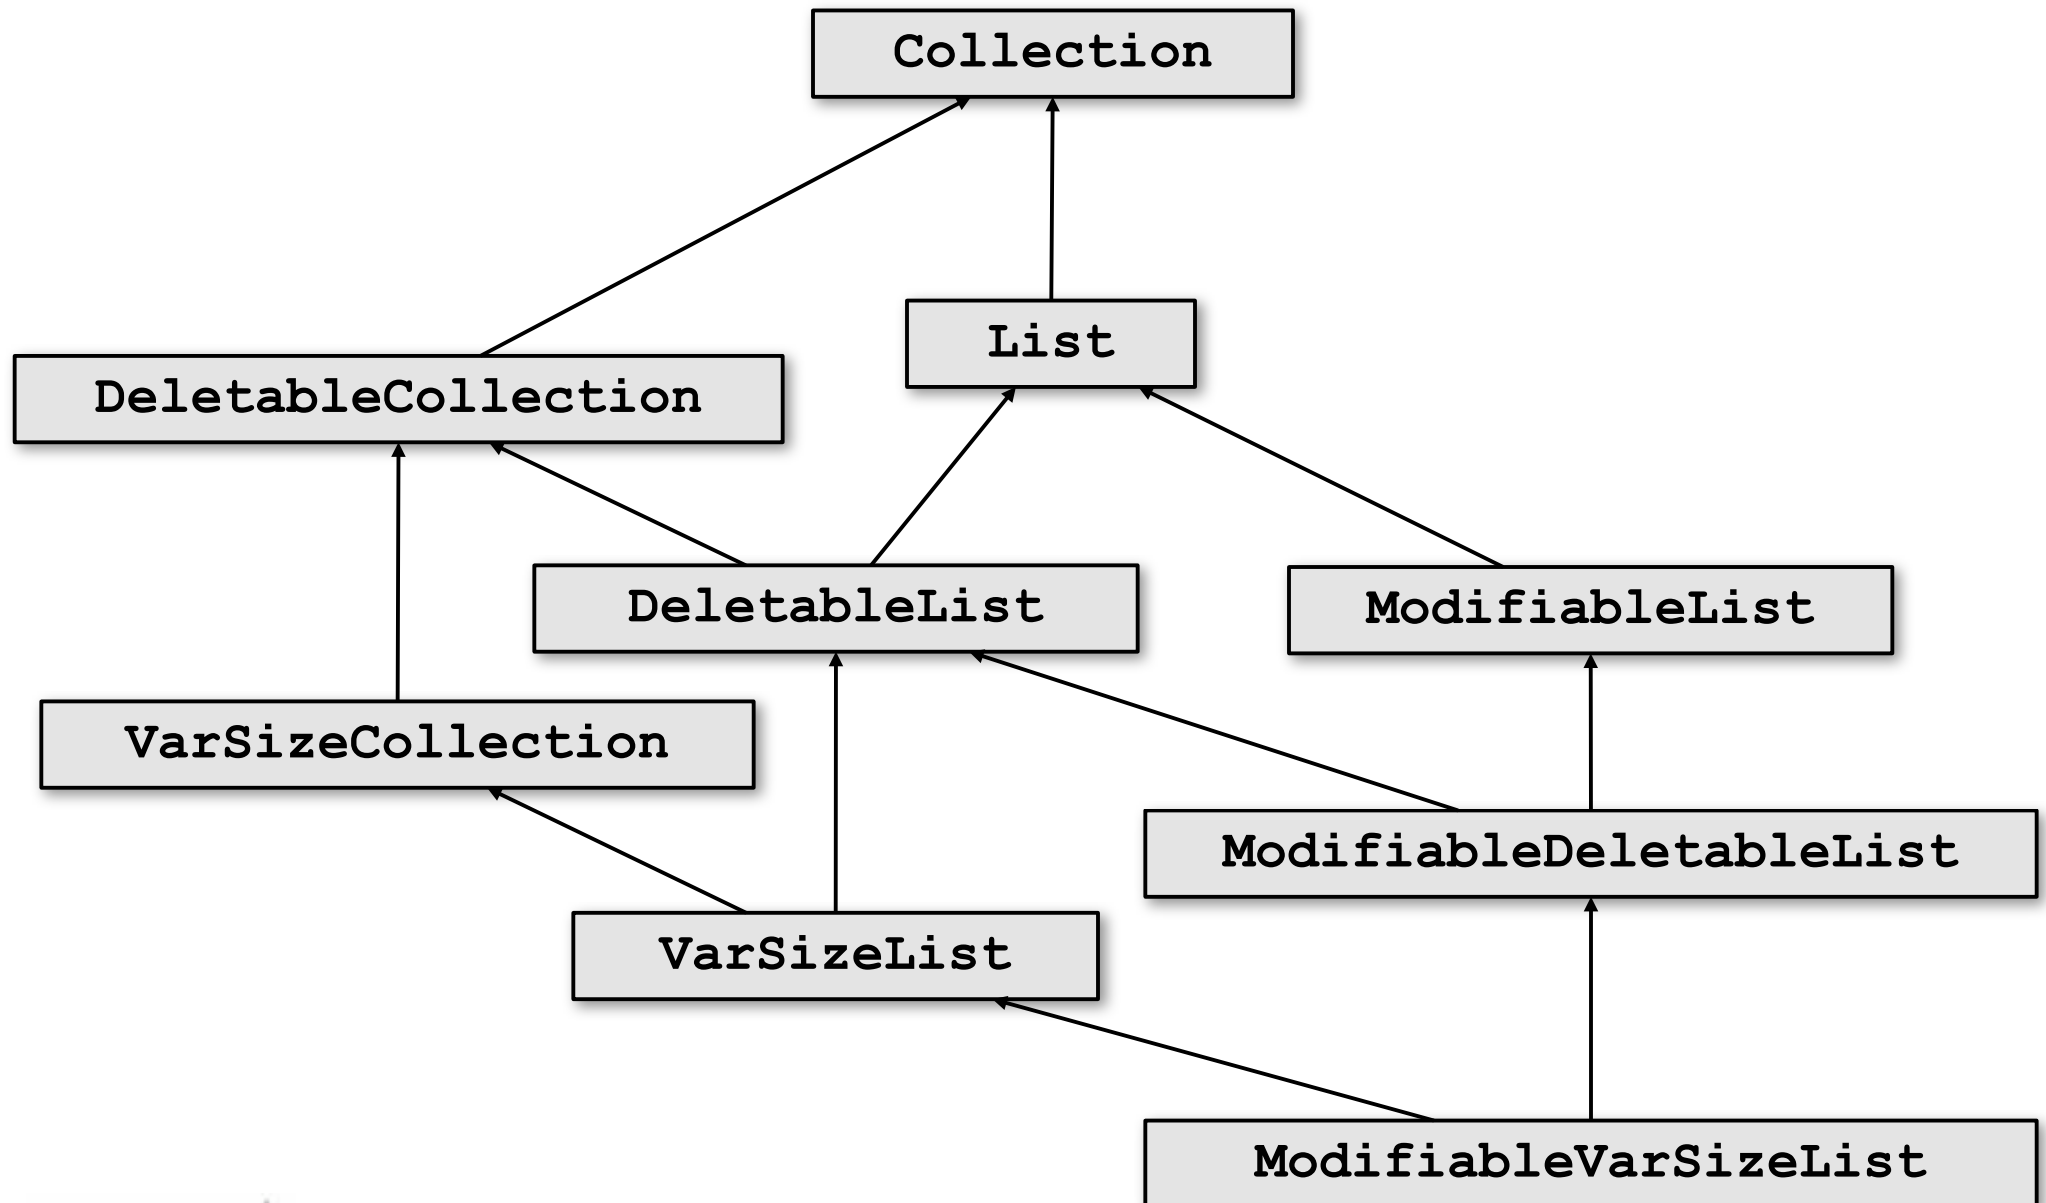 Collection
List
DeletableCollection
DeletableList
ModifiableList
VarSizeCollection
ModifiableDeletableList
VarSizeList
ModifiableVarSizeList